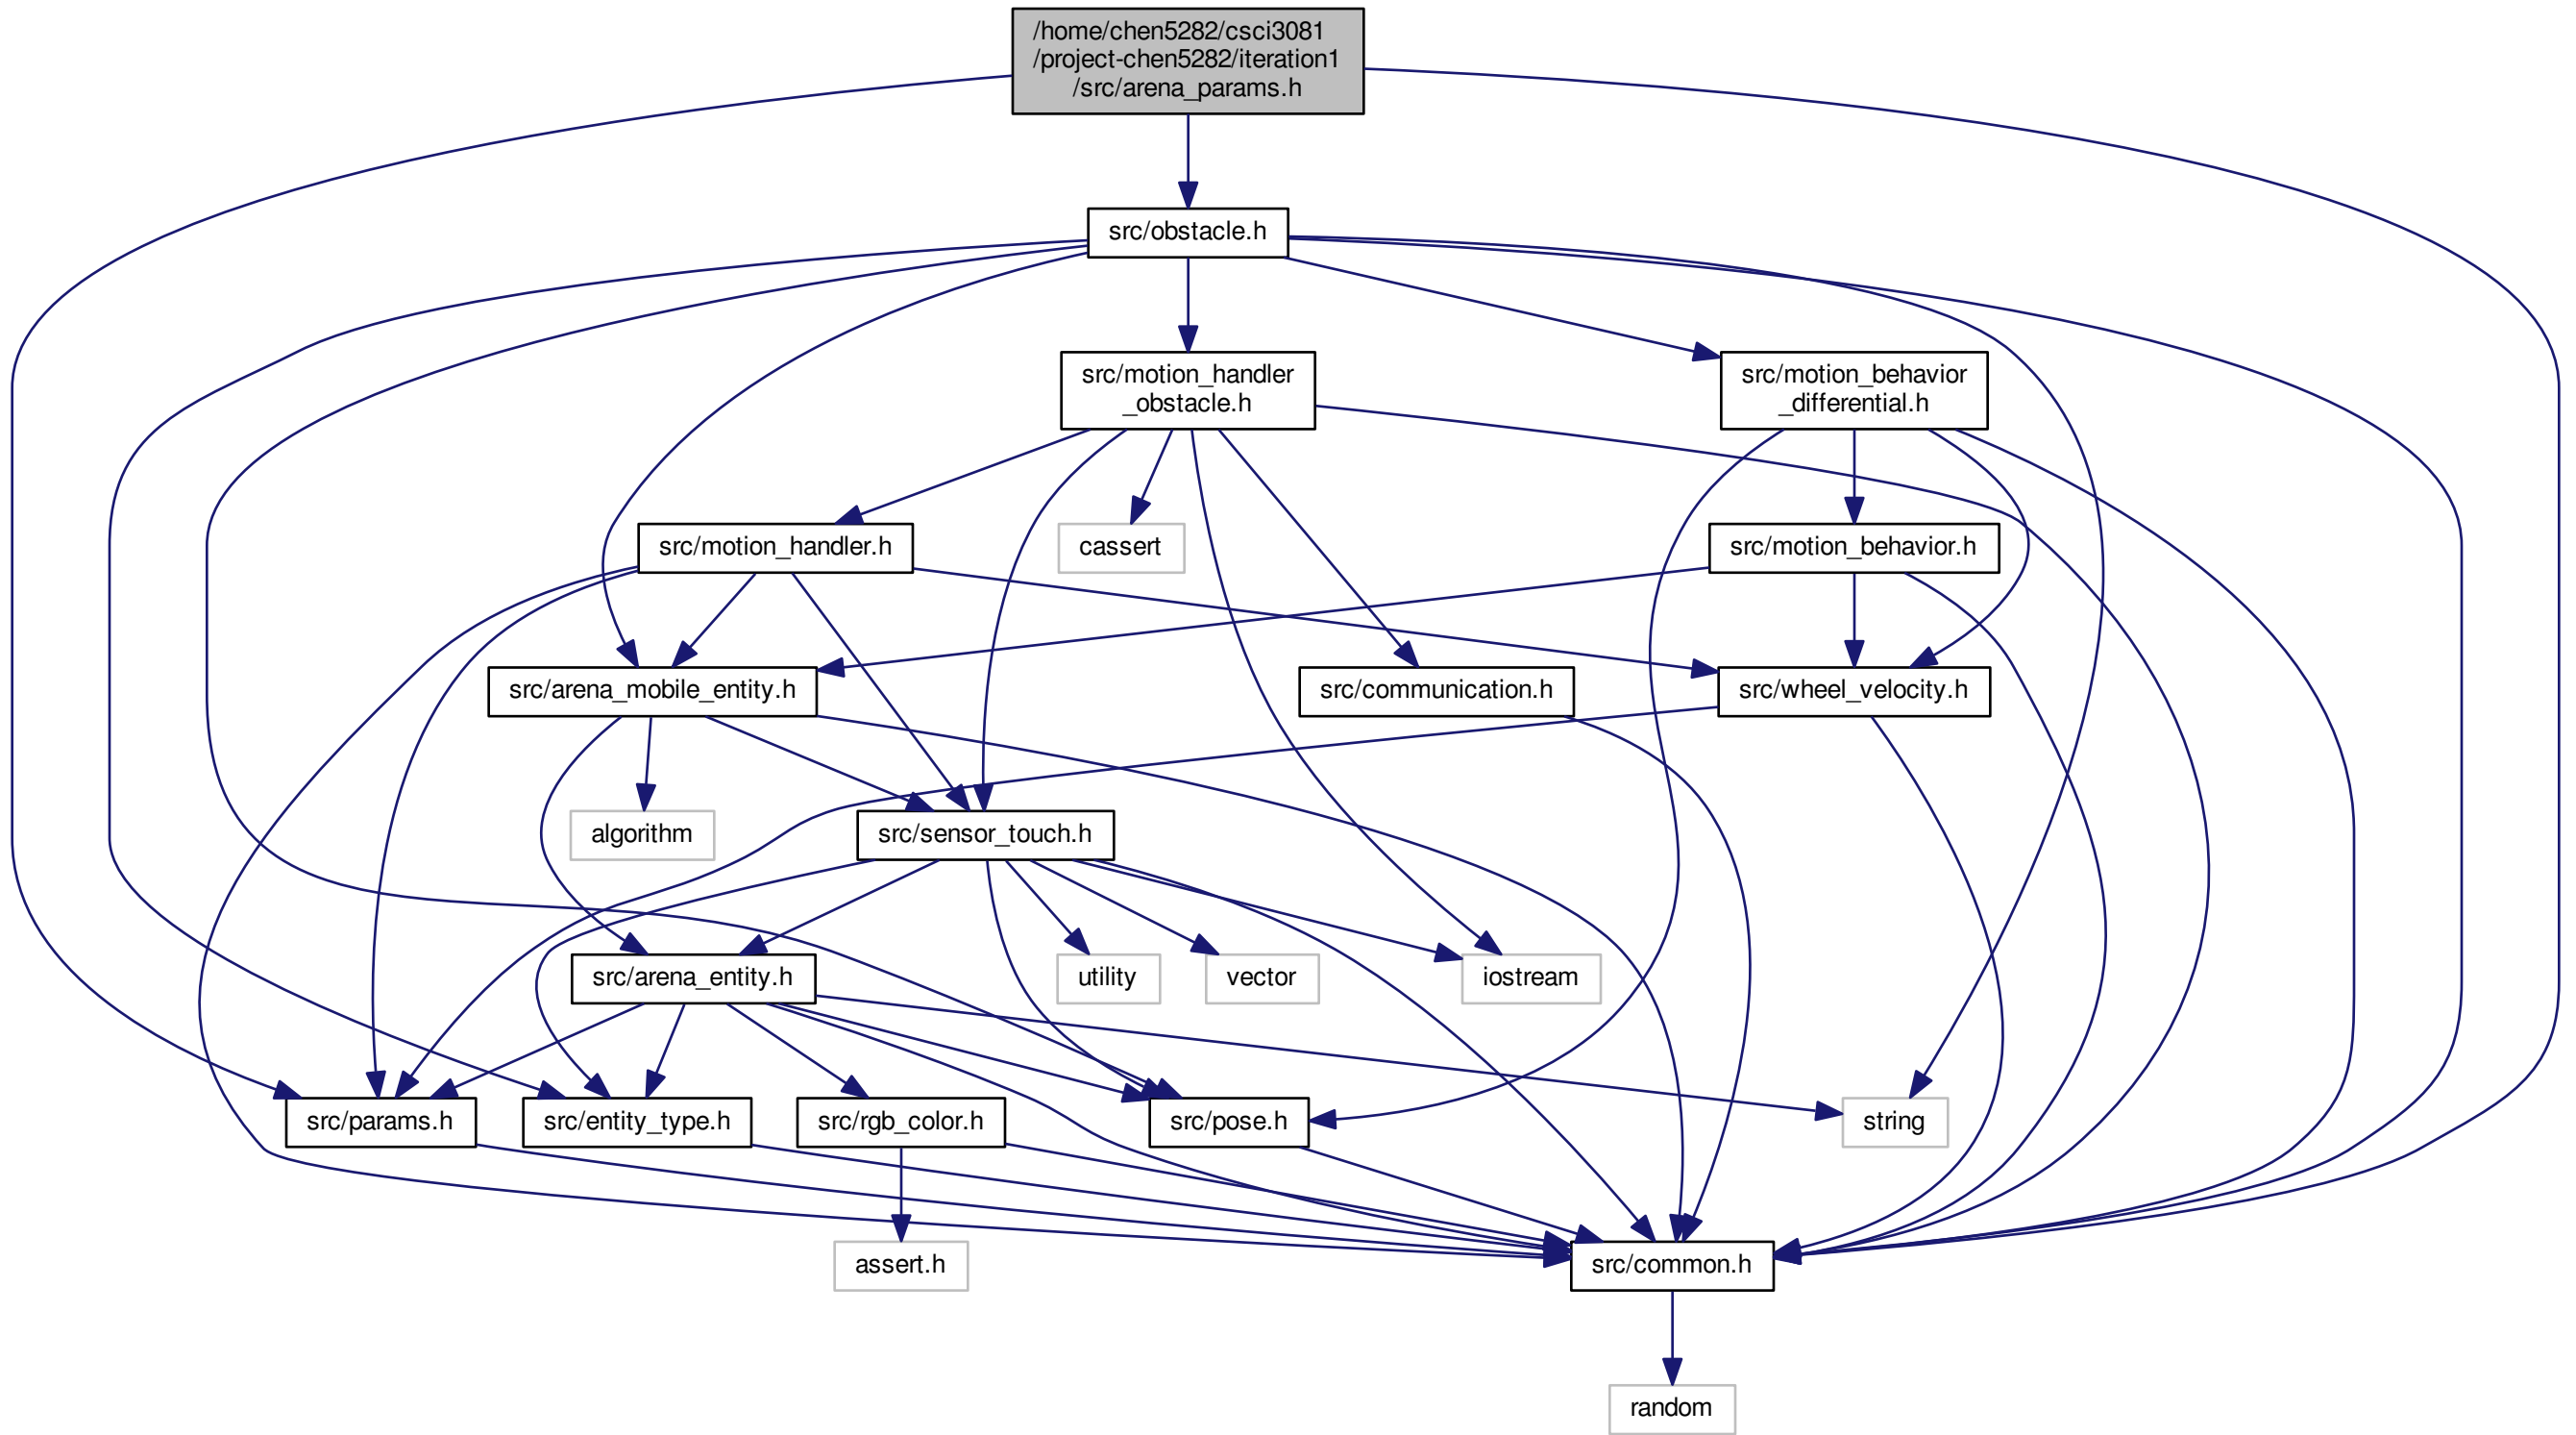 /home/chen5282/csci3081
/project-chen5282/iteration1
/src/arena_params.h
src/obstacle.h
src/motion_handler
_obstacle.h
src/motion_behavior
_differential.h
src/motion_handler.h
cassert
src/motion_behavior.h
src/arena_mobile_entity.h
src/communication.h
src/wheel_velocity.h
algorithm
src/sensor_touch.h
src/arena_entity.h
utility
vector
iostream
src/params.h
src/entity_type.h
src/rgb_color.h
src/pose.h
string
assert.h
src/common.h
random